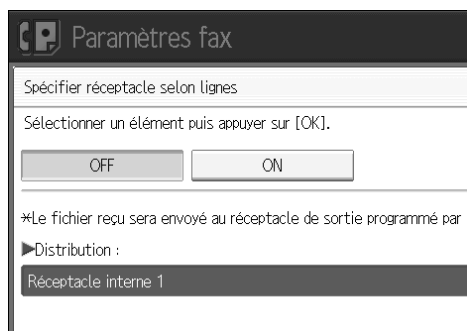 Paramètres fax
Spécifier réceptacle selon lignes
Sélectionner un élément puis appuyer sur [OK].
OFF ON
*Le fichier reçu sera envoyé au réceptacle de sortie programmé par
▶Distribution :
Réceptacle interne 1